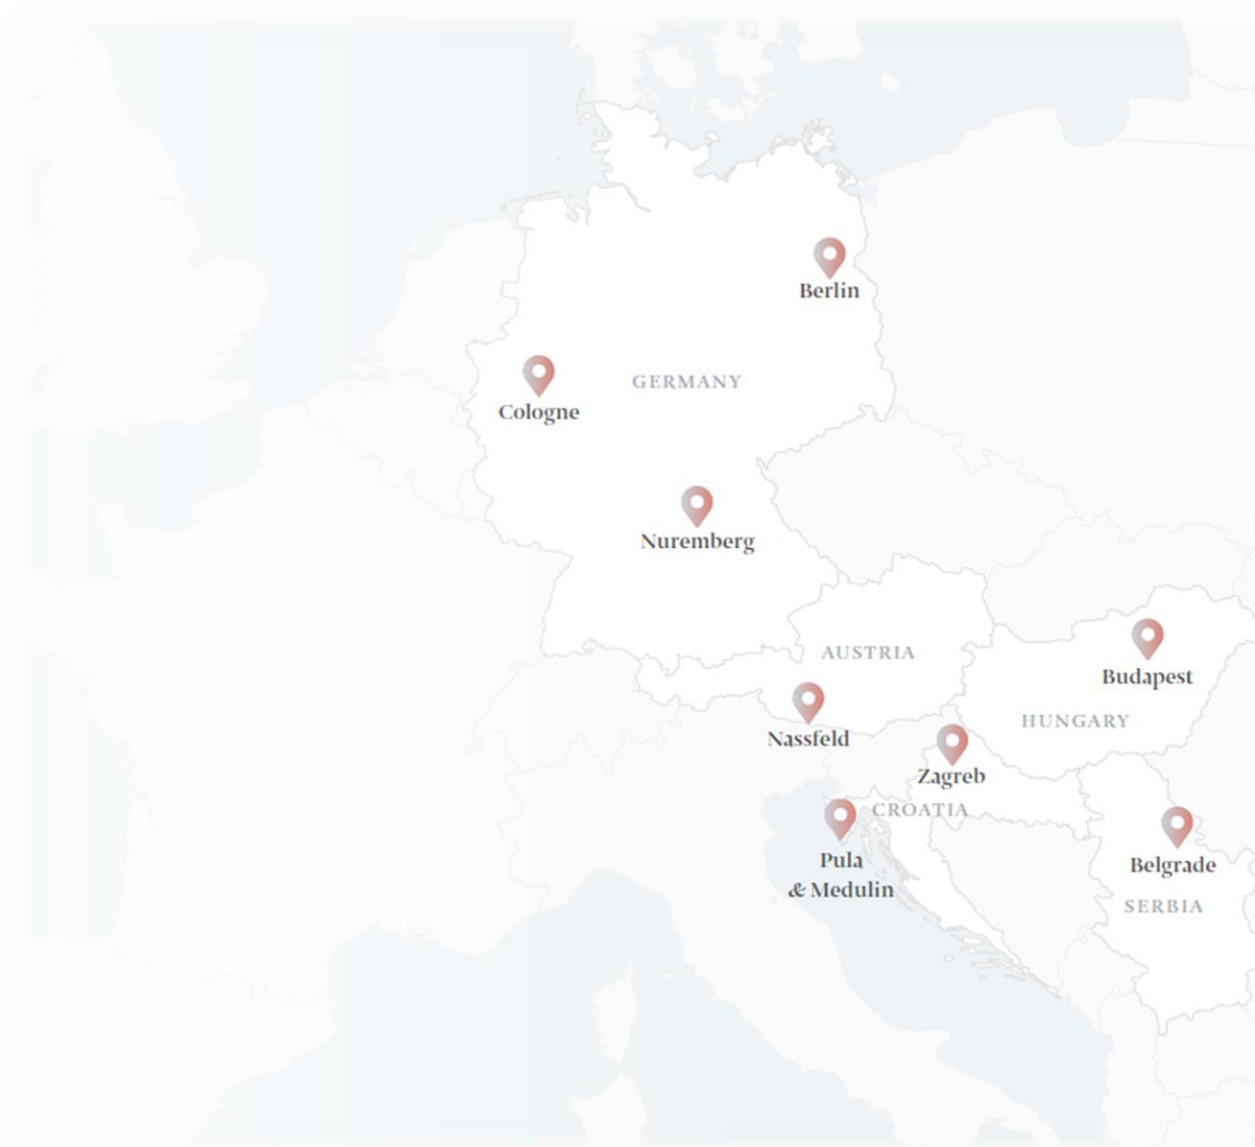 Berlin
GERMANY
Cologne
Nuremberg
AUSTRIA
Budapest
HUNGARY
Nassfeld
Zagreb
CROATIA
Pula
& Medulin
Belgrade
SERBIA